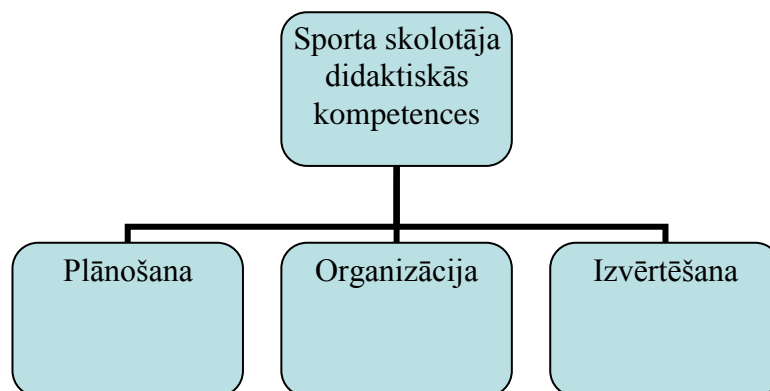 Sporta skolotāja
didaktiskās
kompetences
Plānošana
Organizācija
Izvērtēšana